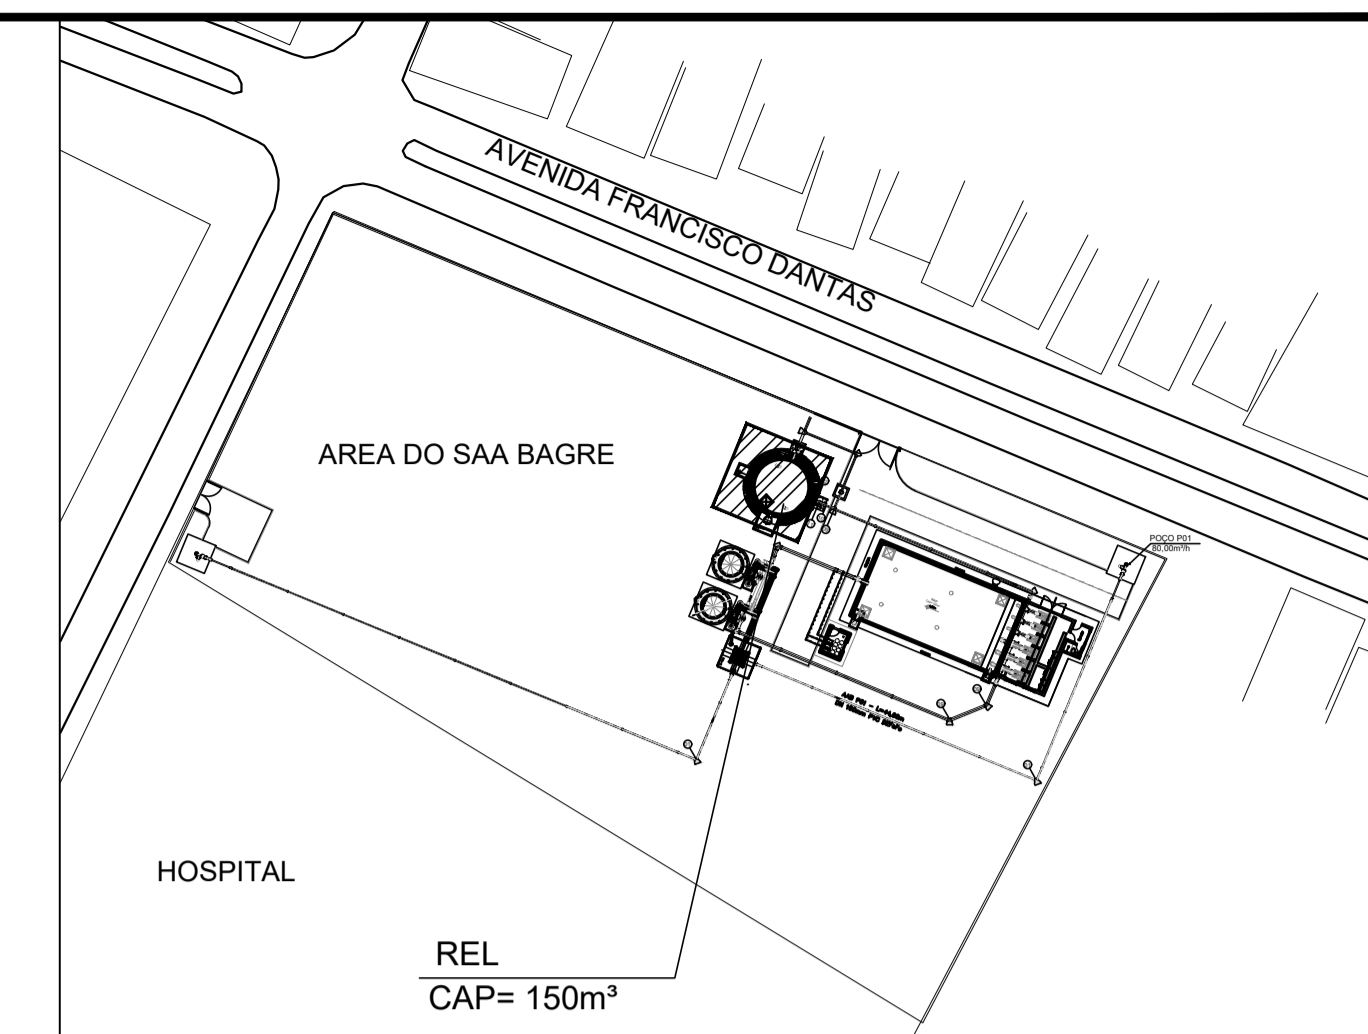 AVENIDA FRANCISCO DANTAS
AREA DO SAA BAGRE
POÇO P01
80,00m³/h
HOSPITAL
REL
CAP= 150m³